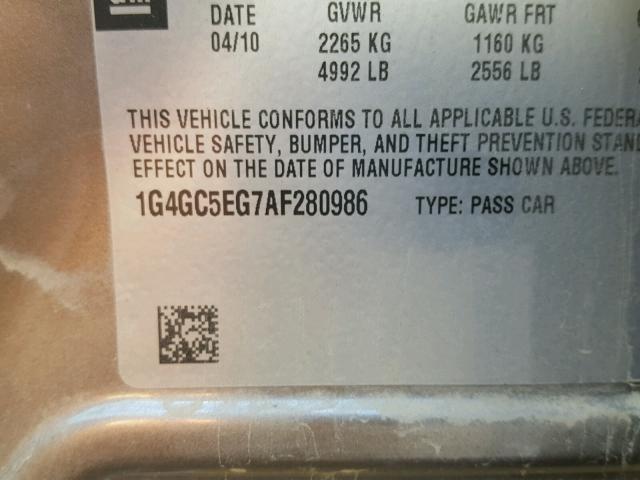 DATE GVWR GAWR FRT
04/10 2265 KG 1160 KG
4992 LB 2556 LB
THIS VEHICLE CONFORMS TO ALL APPLICABLE U.S. FEDERA
VEHICLE SAFETY, BUMPER, AND THEFT PREVENTION STAN
EFFECT ON THE DATE OF MANUFACTURE SHOWN ABOVE.
1G4GC5EG7AF280986 TYPE: PASS CAR